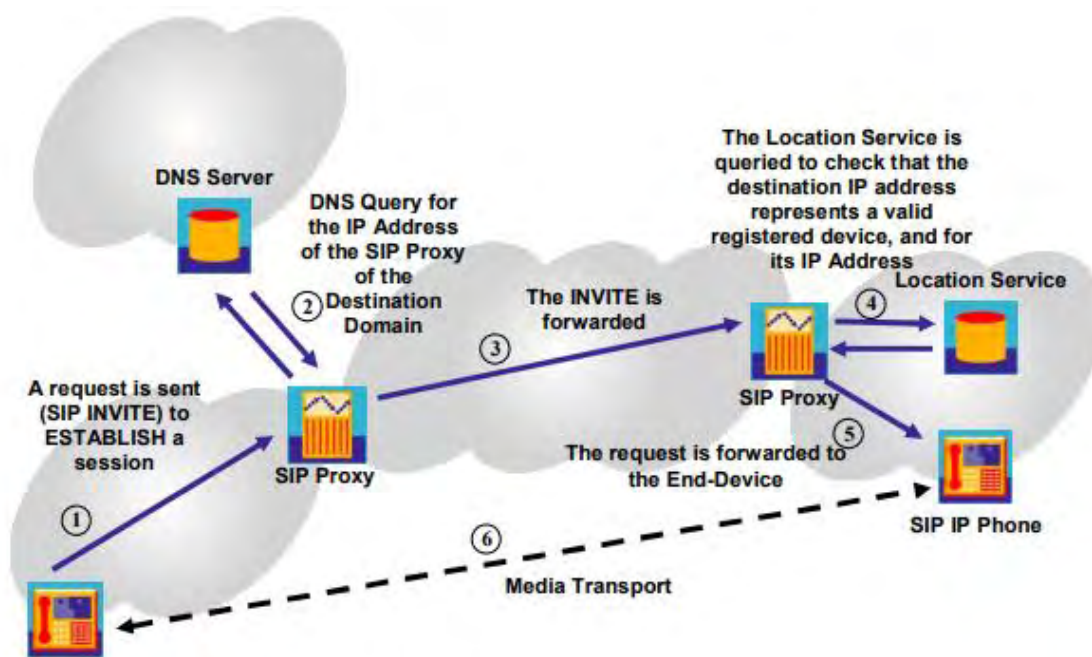 DNS Server
DNS Query for
the IP Address
of the SIP Proxy
of the
Destination
Domain
2
The Location Service is
queried to check that the
destination IP address
represents a valid
registered device, and for
its IP Address
Location Service
4
The INVITE is
forwarded
3
A request is sent
(SIP INVITE) to
ESTABLISH a
session
1
SIP Proxy
SIP Proxy
5
The request is forwarded to
the End-Device
SIP IP Phone
6
Media Transport